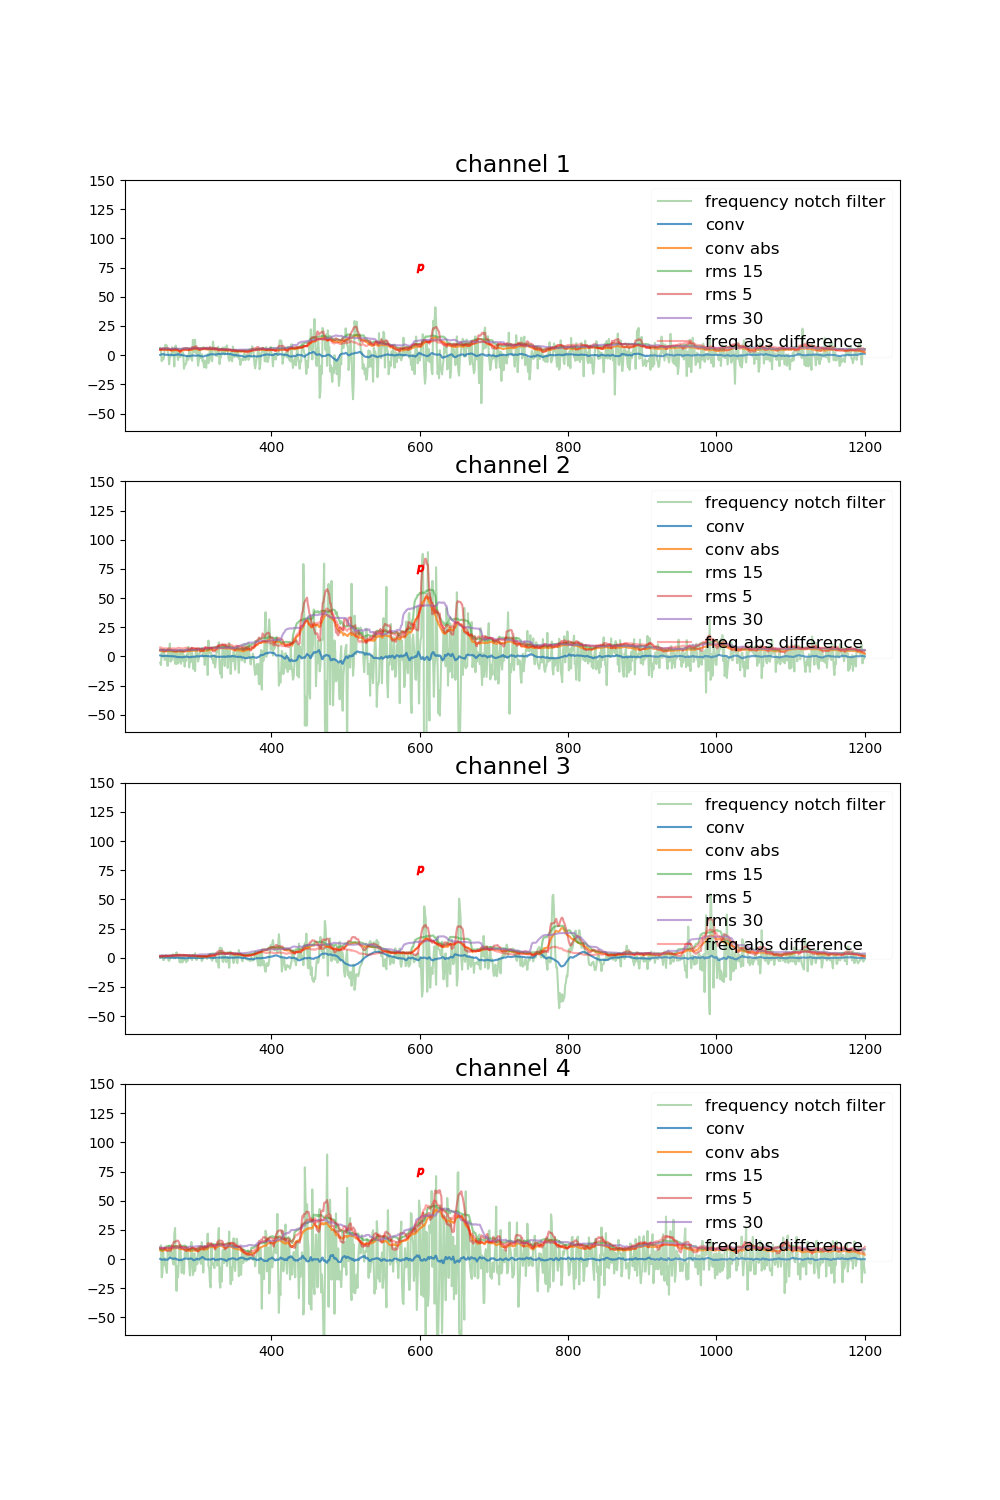 channel 1
150
125
100
75
50
25
0
−25
−50
frequency notch filter
conv
conv abs
rms 15
rms 5
rms 30
freq abs difference
p
400 600 800 1000 1200
channel 2
150
125
100
75
50
25
0
−25
−50
frequency notch filter
conv
conv abs
rms 15
rms 5
rms 30
freq abs difference
p
400 600 800 1000 1200
channel 3
150
125
100
75
50
25
0
−25
−50
frequency notch filter
conv
conv abs
rms 15
rms 5
rms 30
freq abs difference
p
400 600 800 1000 1200
channel 4
150
125
100
75
50
25
0
−25
−50
frequency notch filter
conv
conv abs
rms 15
rms 5
rms 30
freq abs difference
p
400 600 800 1000 1200